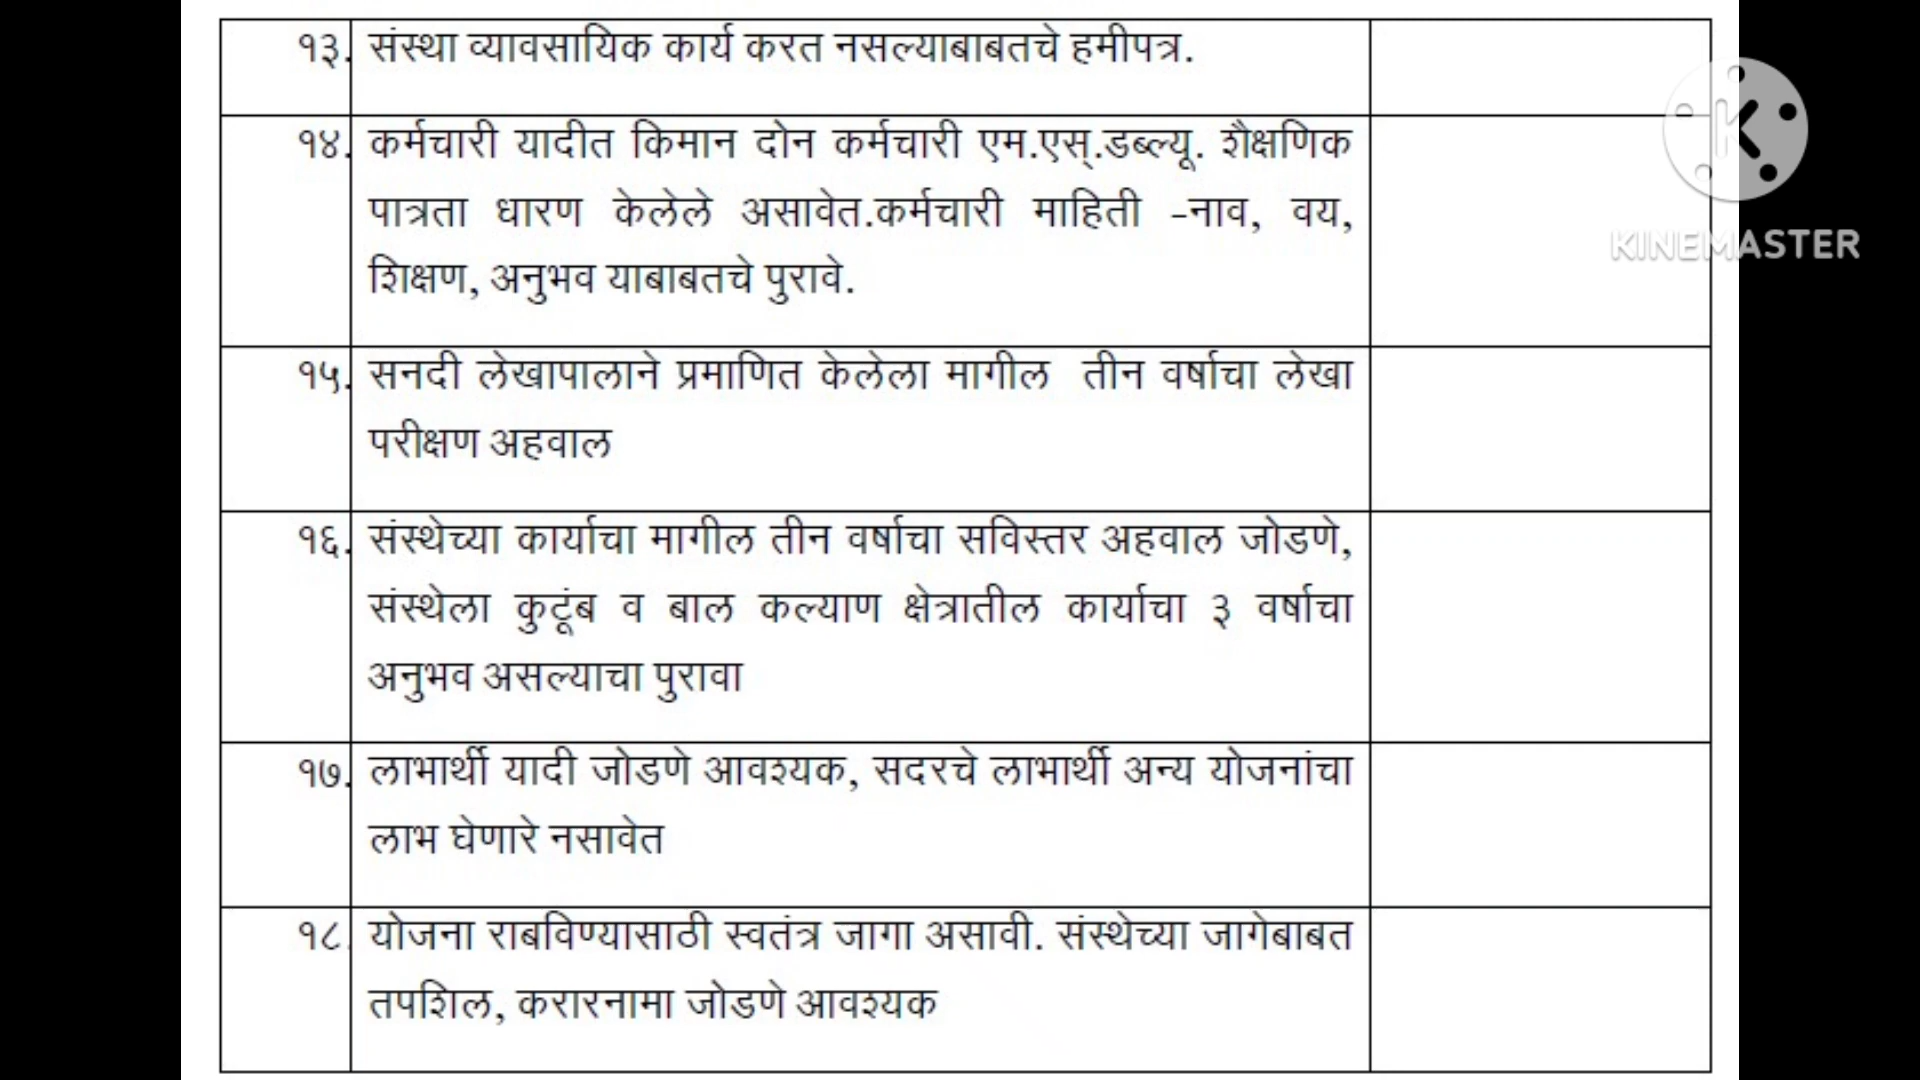 १३. संस्था व्यावसायिक कार्य करत नसल्याबाबतचे हमीपत्र.
१४. कर्मचारी यादीत किमान दोन कर्मचारी एम.एस्.डब्ल्यू. शैक्षणिक
पात्रता धारण केलेले असावेत.कर्मचारी माहिती -नाव, वय,
शिक्षण, अनुभव याबाबतचे पुरावे.
१५. सनदी लेखापालाने प्रमाणित केलेला मागील तीन वर्षाचा लेखा
परीक्षण अहवाल
१६. संस्थेच्या कार्याचा मागील तीन वर्षाचा सविस्तर अहवाल जोडणे,
संस्थेला कुटूंब व बाल कल्याण क्षेत्रातील कार्याचा ३ वर्षाचा
अनुभव असल्याचा पुरावा
१७. लाभार्थी यादी जोडणे आवश्यक, सदरचे लाभार्थी अन्य योजनांचा
लाभ घेणारे नसावेत
१८. योजना राबविण्यासाठी स्वतंत्र जागा असावी. संस्थेच्या जागेबाबत
तपशिल, करारनामा जोडणे आवश्यक
K
KINEMASTER